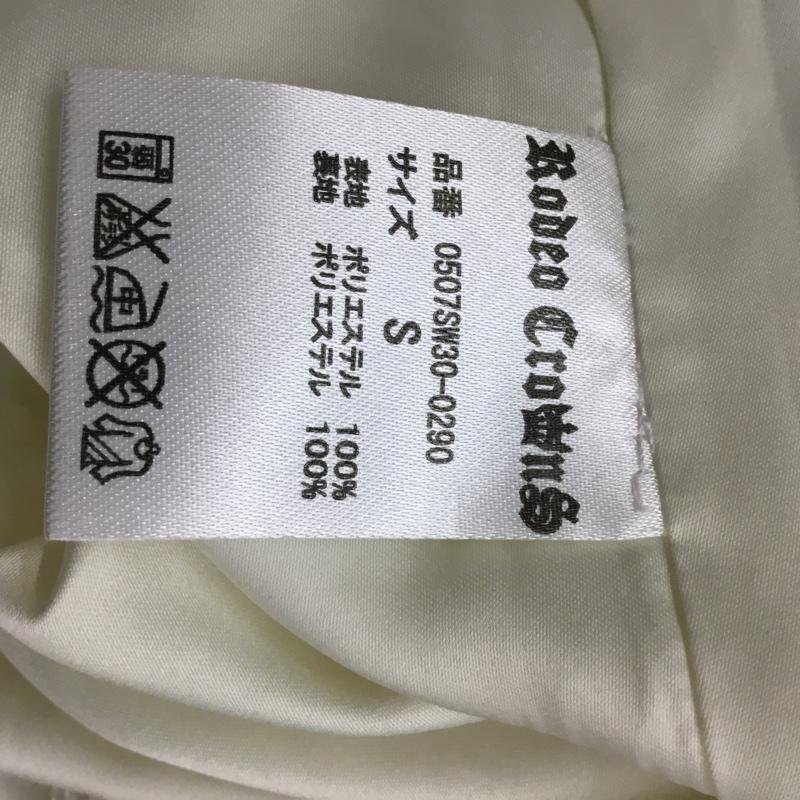 Rodeo Crowns
品番 0507SW30-0290
サイズ S
表地 ポリエステル 100%
裏地 ポリエステル 100%
弱 30